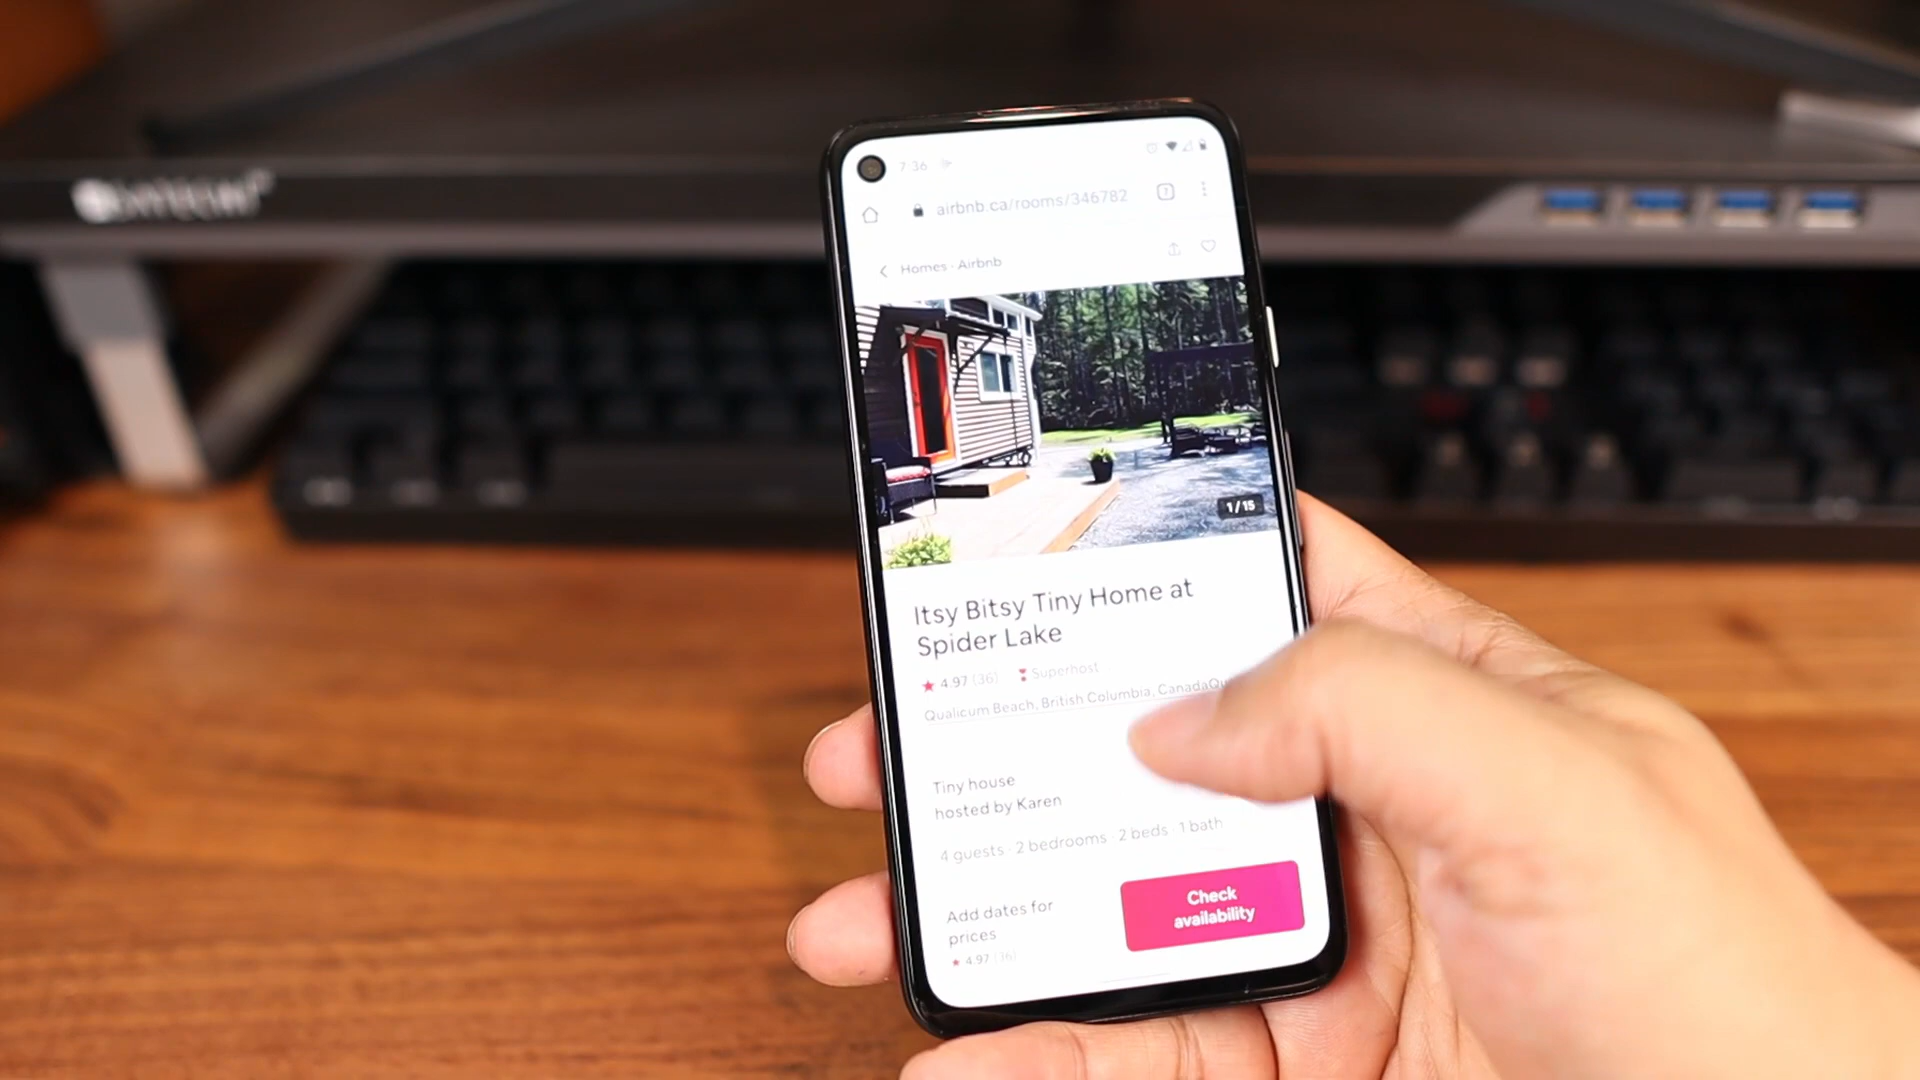 7:36
airbnb.ca/rooms/346782
Homes - Airbnb
1 / 15
Itsy Bitsy Tiny Home at
Spider Lake
4.97 (36) Superhost
Qualicum Beach, British Columbia, CanadaQu
Tiny house
hosted by Karen
4 guests · 2 bedrooms · 2 beds · 1 bath
Add dates for
prices
4.97 (36)
Check
availability